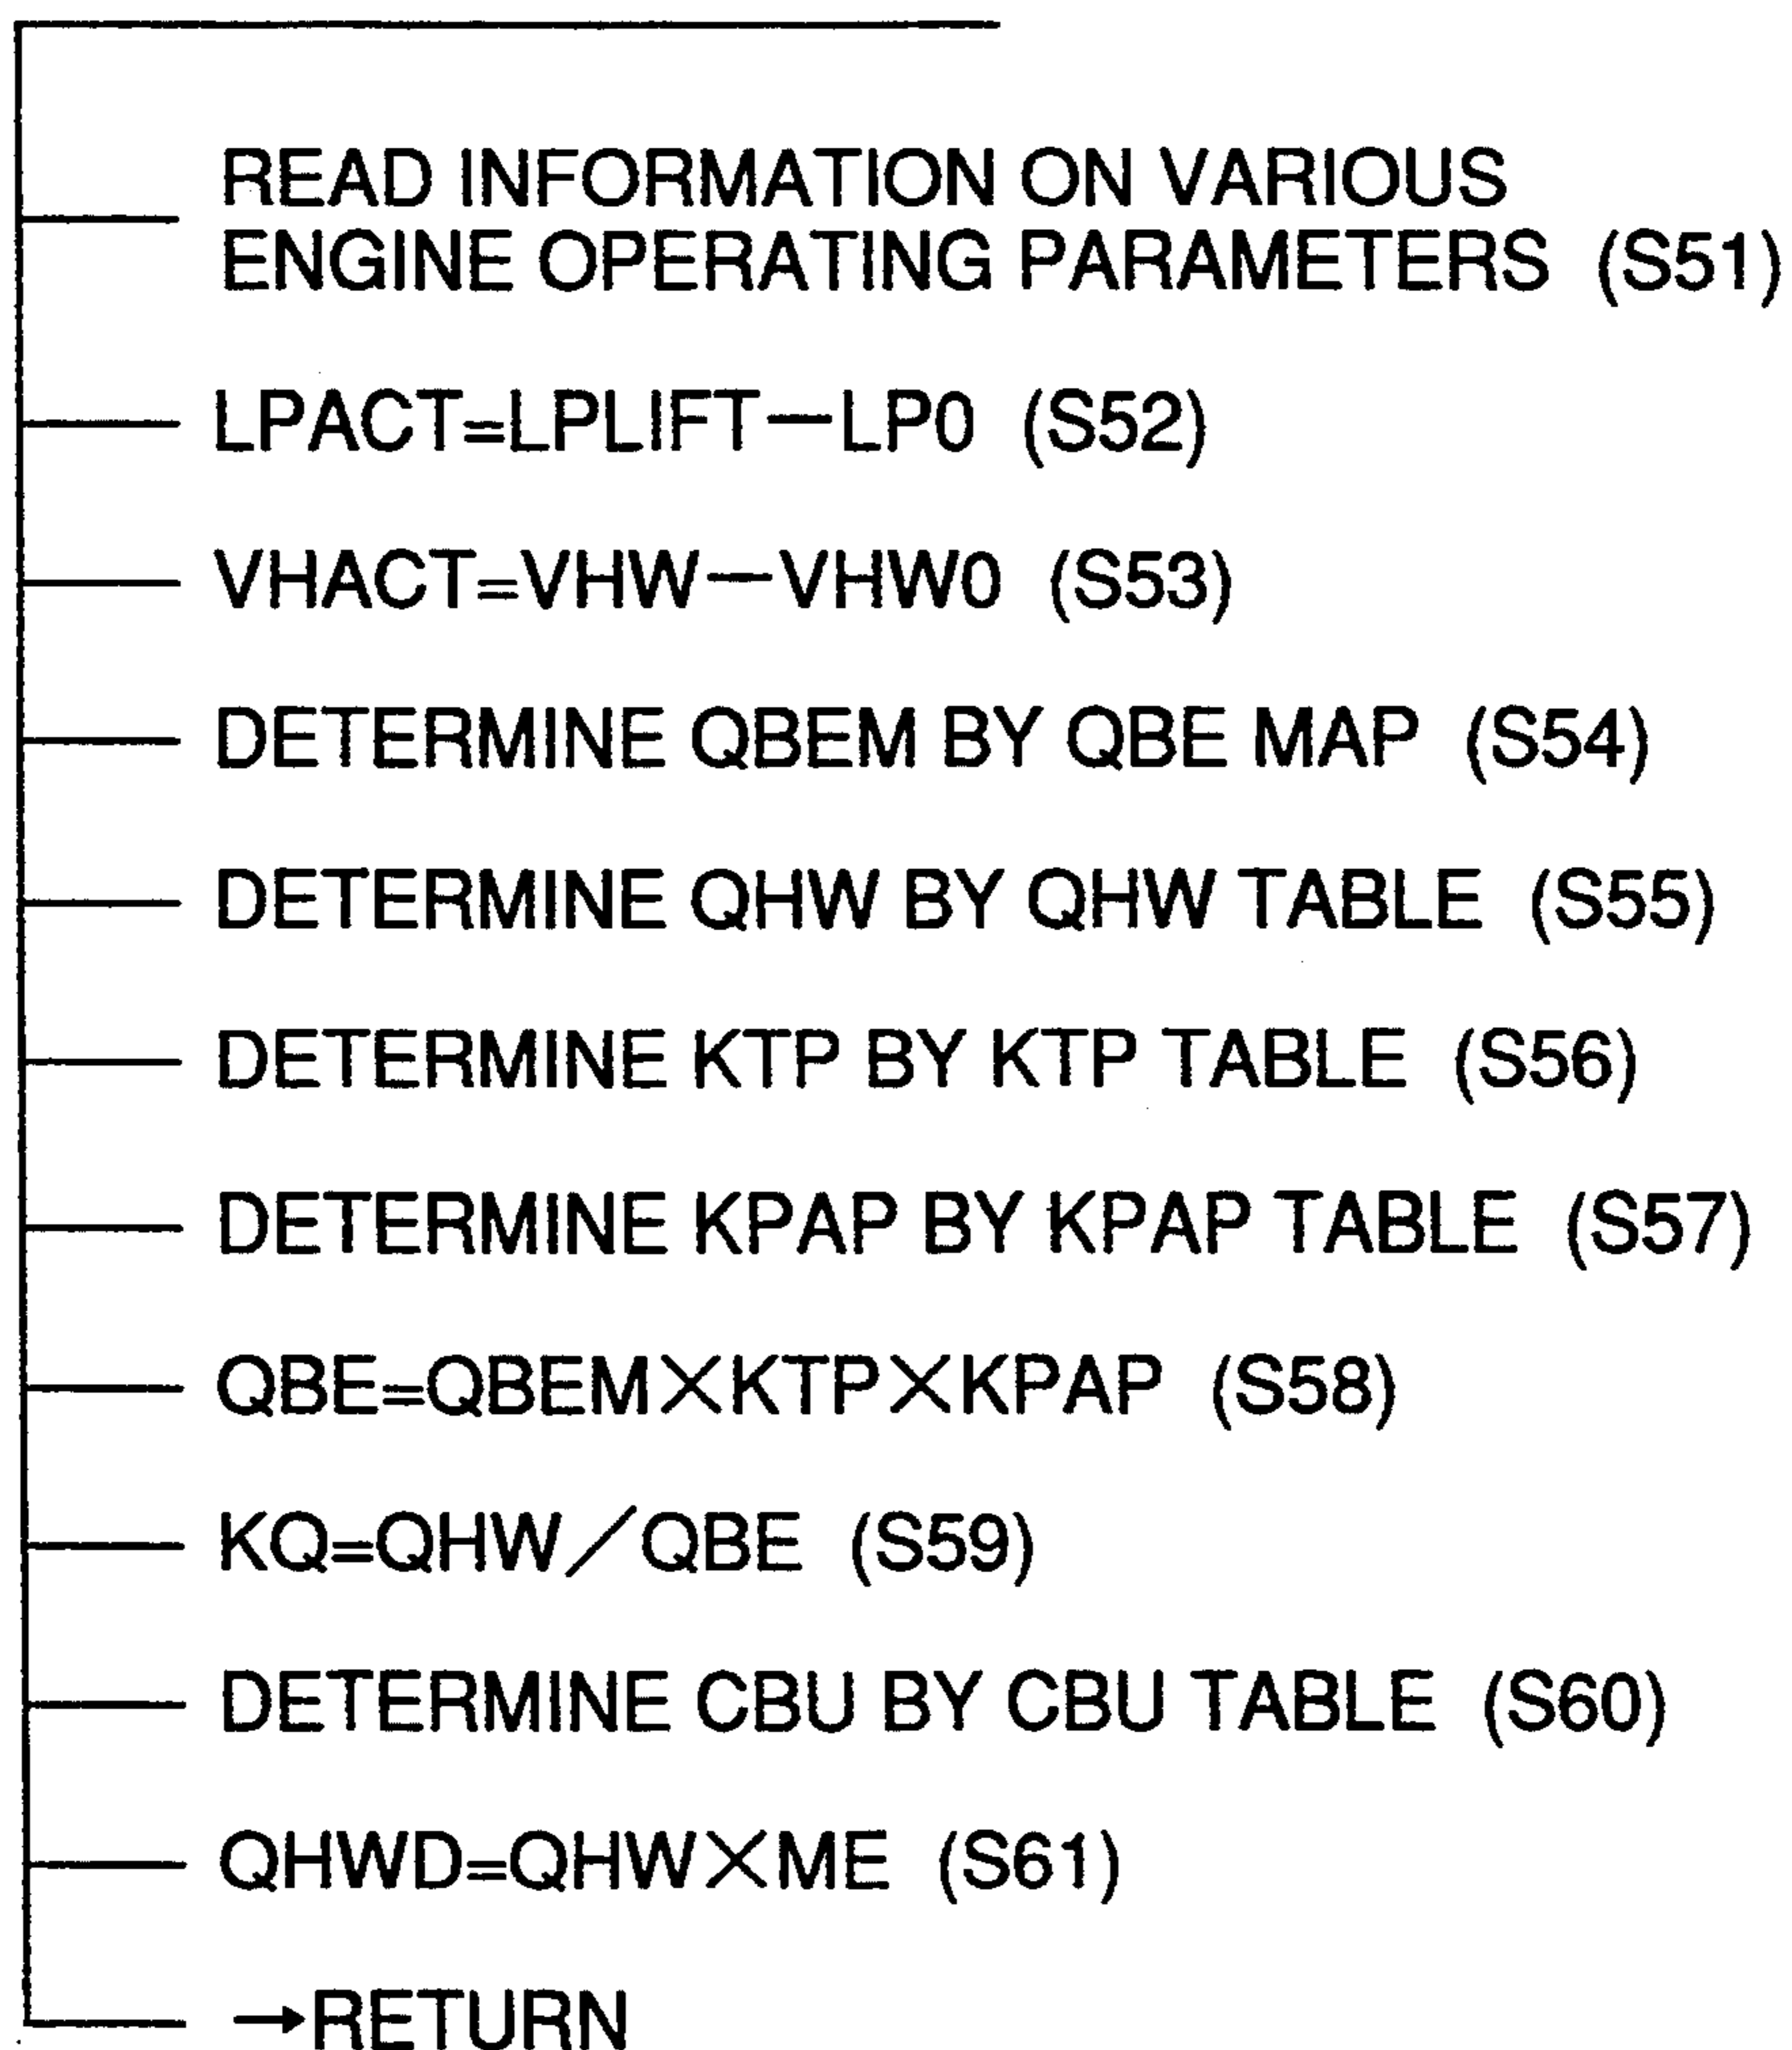 READ INFORMATION ON VARIOUS
ENGINE OPERATING PARAMETERS (S51)
LPACT=LPLIFT−LP0 (S52)
VHACT=VHW−VHW0 (S53)
DETERMINE QBEM BY QBE MAP (S54)
DETERMINE QHW BY QHW TABLE (S55)
DETERMINE KTP BY KTP TABLE (S56)
DETERMINE KPAP BY KPAP TABLE (S57)
QBE=QBEM×KTP×KPAP (S58)
KQ=QHW/QBE (S59)
DETERMINE CBU BY CBU TABLE (S60)
QHWD=QHW×ME (S61)
→RETURN